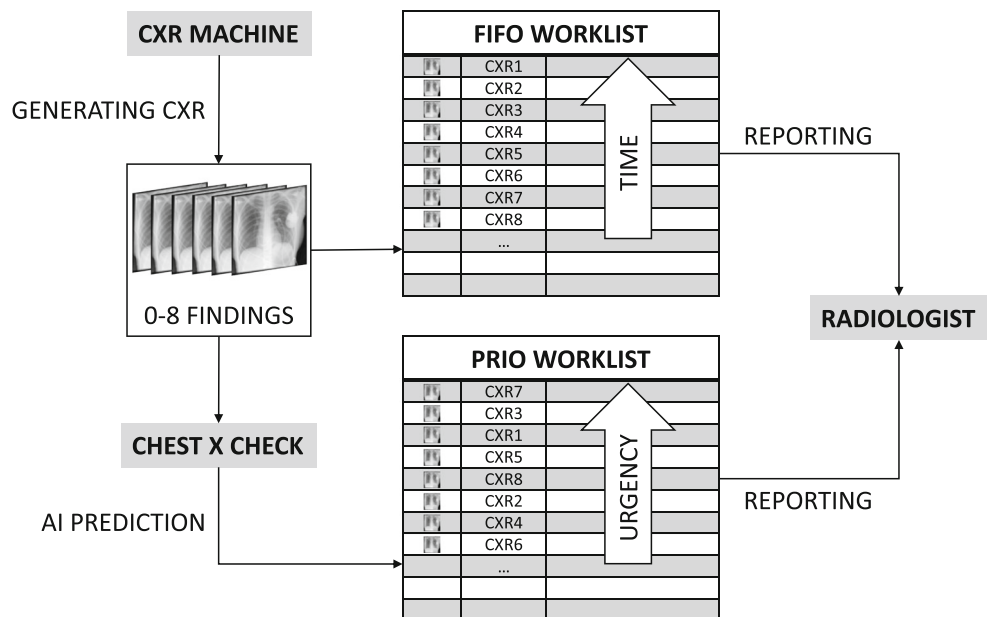 CXR MACHINE
GENERATING CXR
0-8 FINDINGS
CHEST X CHECK
AI PREDICTION
FIFO WORKLIST
CXR1
CXR2
CXR3
CXR4
CXR5
CXR6
CXR7
CXR8
...
TIME
REPORTING
PRIO WORKLIST
CXR7
CXR3
CXR1
CXR5
CXR8
CXR2
CXR4
CXR6
...
URGENCY
REPORTING
RADIOLOGIST